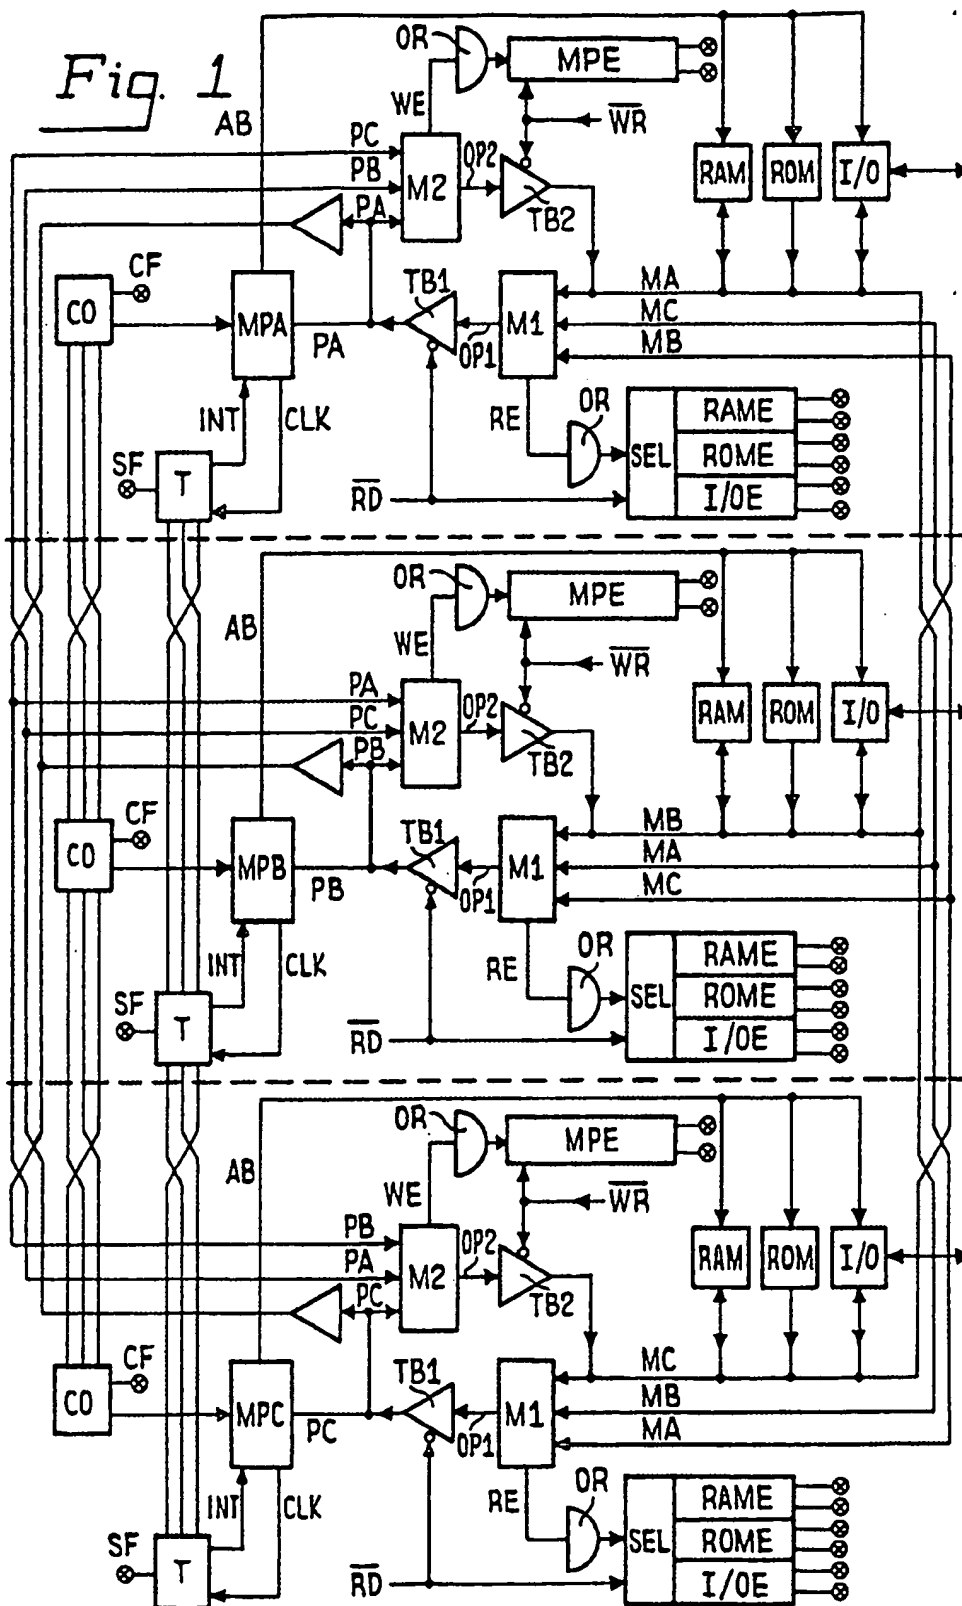 Fig. 1
OR
MPE
WE
WR
AB
PC
PB
PA
M2
OP2
TB2
RAM
ROM
I/O
CF
CO
MPA
PA
TB1
OP1
M1
MA
MC
MB
INT
CLK
RE
OR
SEL
RAME
ROME
I/OE
SF
T
RD
OR
MPE
WE
WR
AB
PA
PC
PB
M2
OP2
TB2
RAM
ROM
I/O
CF
CO
MPB
PB
TB1
OP1
M1
MB
MA
MC
INT
CLK
RE
OR
SEL
RAME
ROME
I/OE
SF
T
RD
OR
MPE
WE
WR
AB
PB
PA
PC
M2
OP2
TB2
RAM
ROM
I/O
CF
CO
MPC
PC
TB1
OP1
M1
MC
MB
MA
INT
CLK
RE
OR
SEL
RAME
ROME
I/OE
SF
T
RD